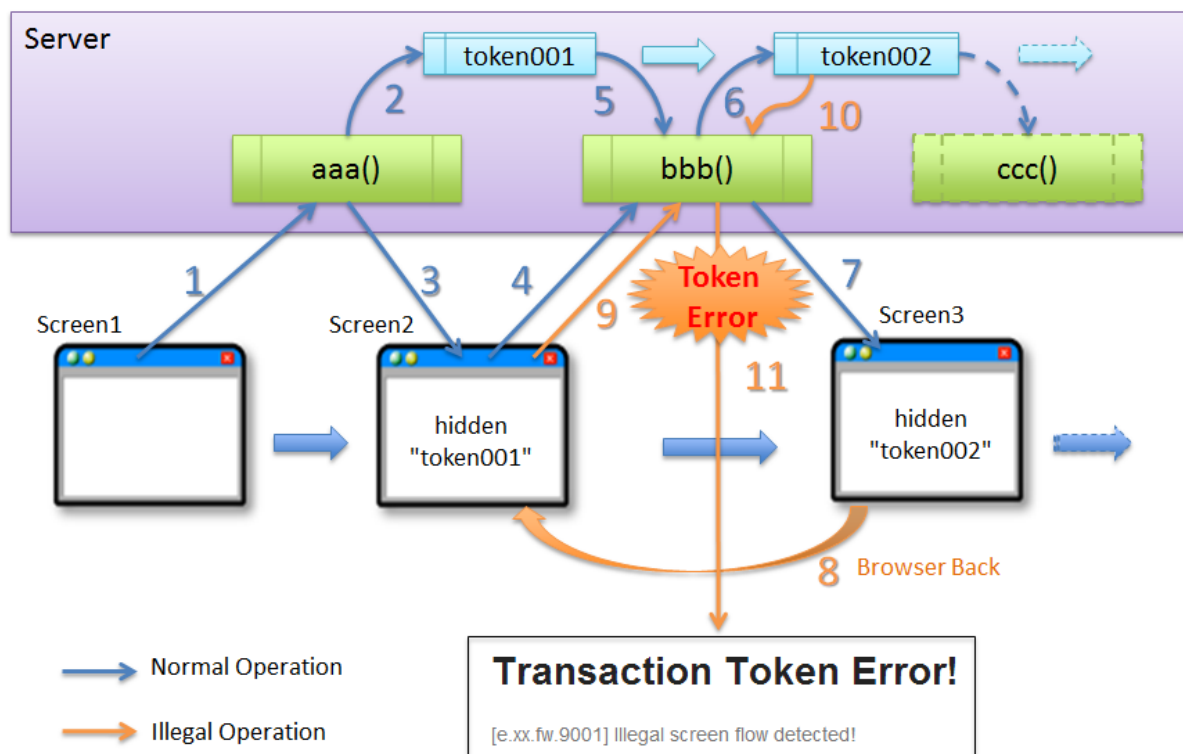 Server
token001
token002
2
5
6
10
aaa()
bbb()
ccc()
1
3
4
9
Token
Error
7
Screen1
Screen2
Screen3
11
hidden
"token001"
hidden
"token002"
8
Browser Back
Normal Operation
Illegal Operation
Transaction Token Error!
[e.xx.fw.9001] Illegal screen flow detected!